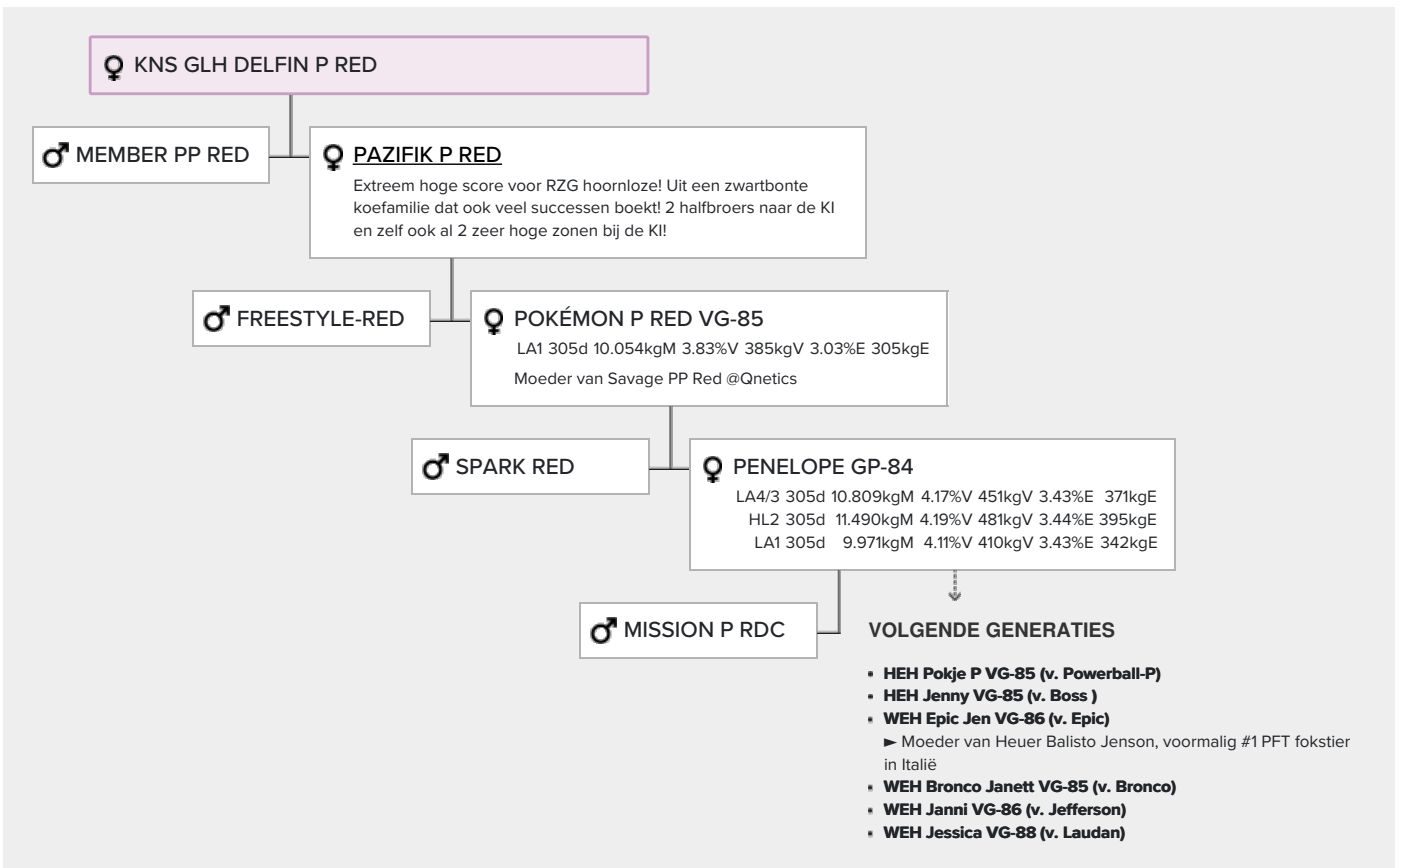 ♀ KNS GLH DELFIN P RED
♂ MEMBER PP RED
♀ PAZIFIK P RED
Extreem hoge score voor RZG hoornloze! Uit een zwartbonte
koefamilie dat ook veel successen boekt! 2 halfbroers naar de KI
en zelf ook al 2 zeer hoge zonen bij de KI!
♂ FREESTYLE-RED
♀ POKÉMON P RED VG-85
LA1 305d 10.054kgM 3.83%V 385kgV 3.03%E 305kgE
Moeder van Savage PP Red @Qnetics
♂ SPARK RED
♀ PENELOPE GP-84
LA4/3 305d 10.809kgM 4.17%V 451kgV 3.43%E 371kgE
HL2 305d 11.490kgM 4.19%V 481kgV 3.44%E 395kgE
LA1 305d 9.971kgM 4.11%V 410kgV 3.43%E 342kgE
♂ MISSION P RDC
VOLGENDE GENERATIES
▪ HEH Pokje P VG-85 (v. Powerball-P)
▪ HEH Jenny VG-85 (v. Boss )
▪ WEH Epic Jen VG-86 (v. Epic)
► Moeder van Heuer Balisto Jenson, voormalig #1 PFT fokstier
in Italië
▪ WEH Bronco Janett VG-85 (v. Bronco)
▪ WEH Janni VG-86 (v. Jefferson)
▪ WEH Jessica VG-88 (v. Laudan)